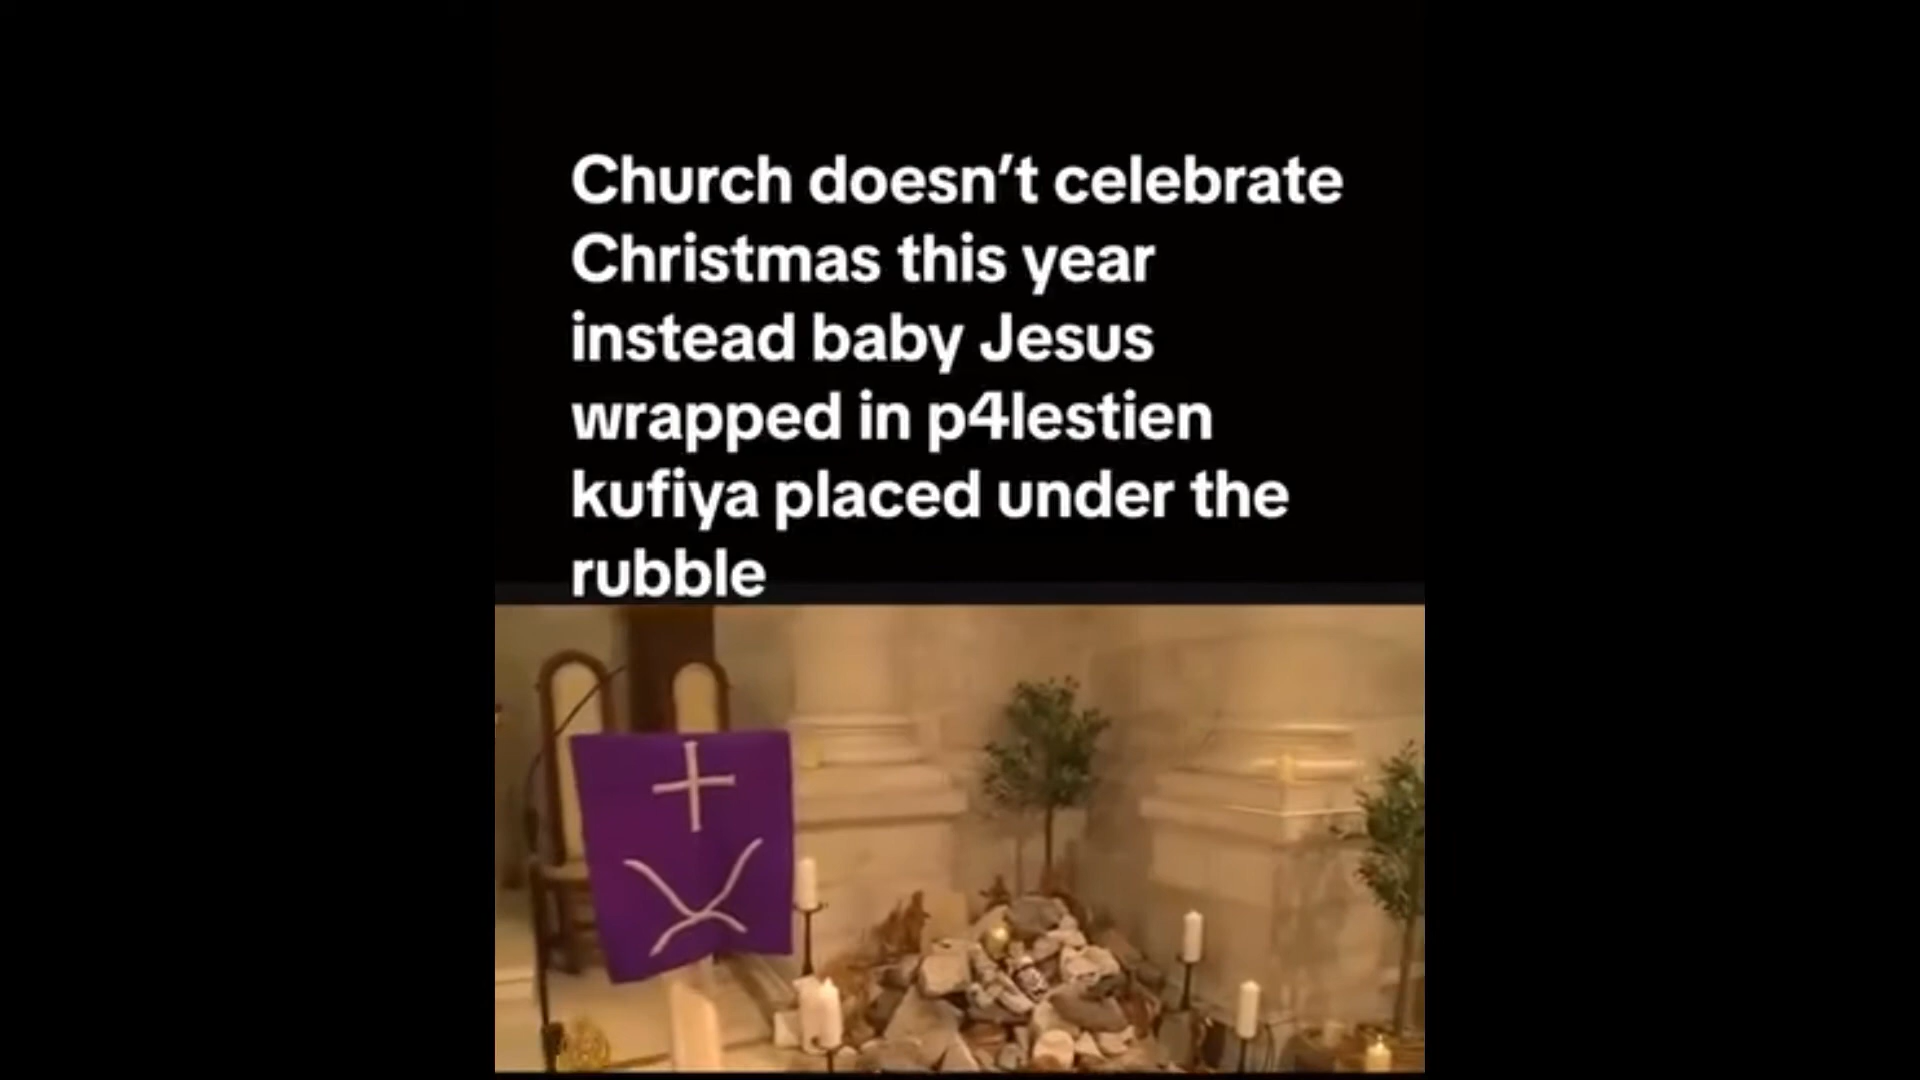 Church doesn’t celebrate
Christmas this year
instead baby Jesus
wrapped in p4lestien
kufiya placed under the
rubble